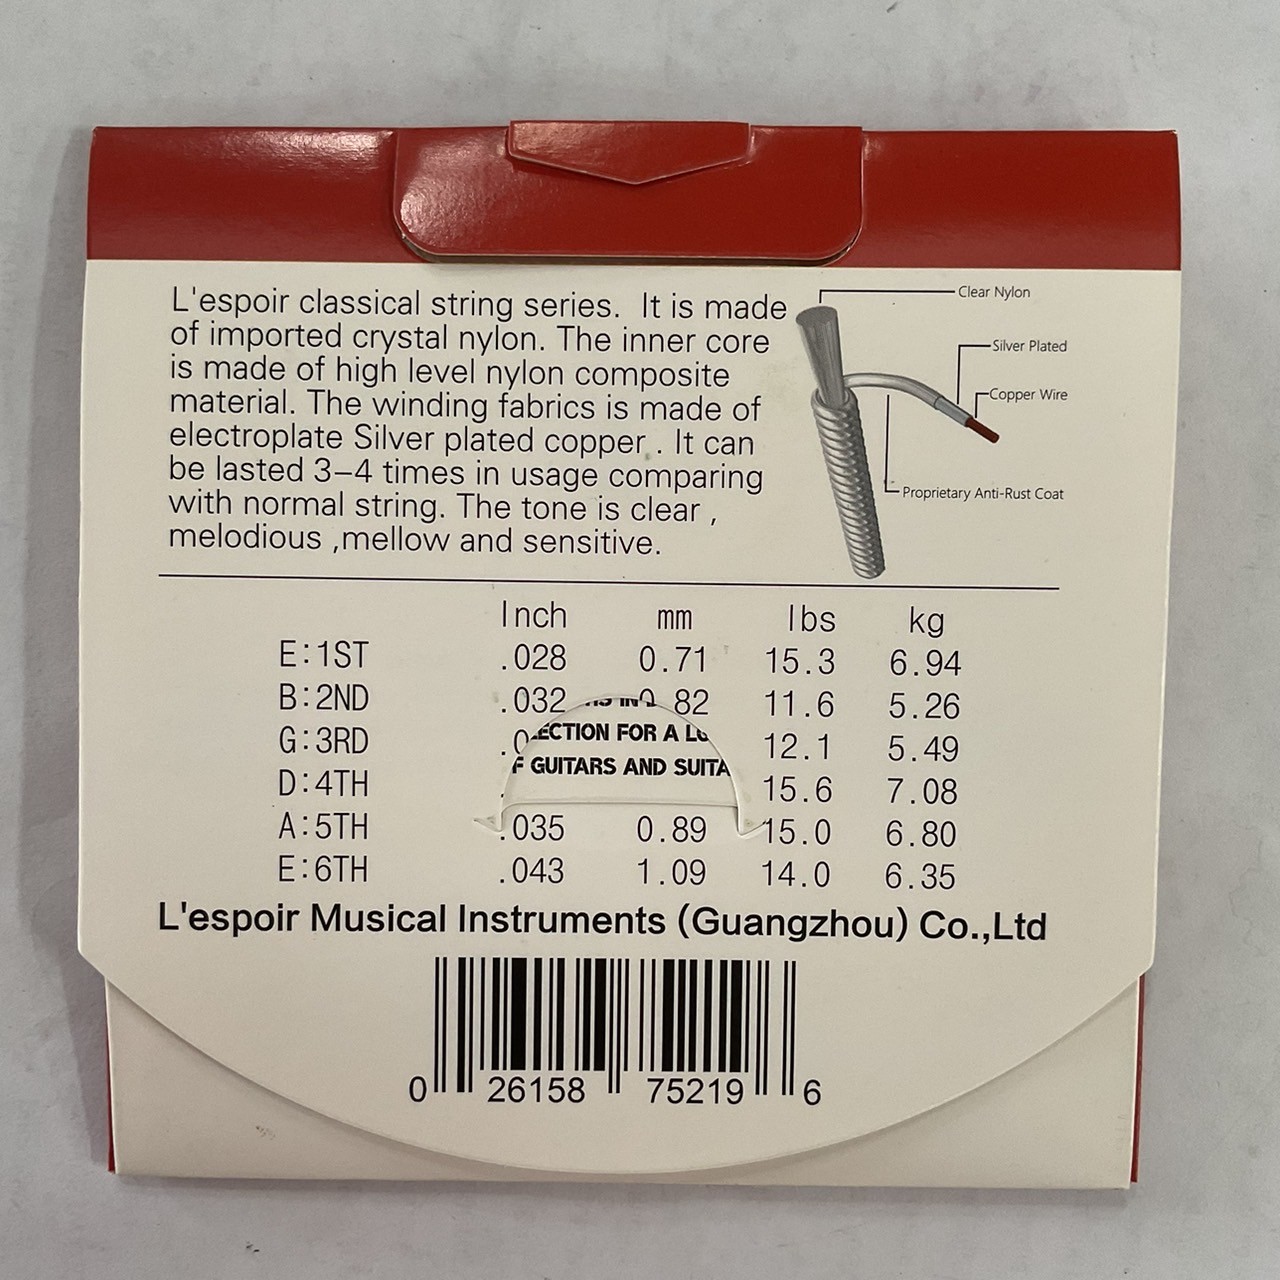 L'espoir classical string series. It is made
of imported crystal nylon. The inner core
is made of high level nylon composite
material. The winding fabrics is made of
electroplate Silver plated copper . It can
be lasted 3–4 times in usage comparing
with normal string. The tone is clear ,
melodious ,mellow and sensitive.
Clear Nylon
Silver Plated
Copper Wire
Proprietary Anti-Rust Coat
Inch mm lbs kg
E:1ST .028 0.71 15.3 6.94
B:2ND .032 0.82 11.6 5.26
G:3RD 12.1 5.49
FOR A
D:4TH 15.6 7.08
GUITARS AND
A:5TH .035 0.89 15.0 6.80
E:6TH .043 1.09 14.0 6.35
L'espoir Musical Instruments (Guangzhou) Co.,Ltd
0 26158 75219 6